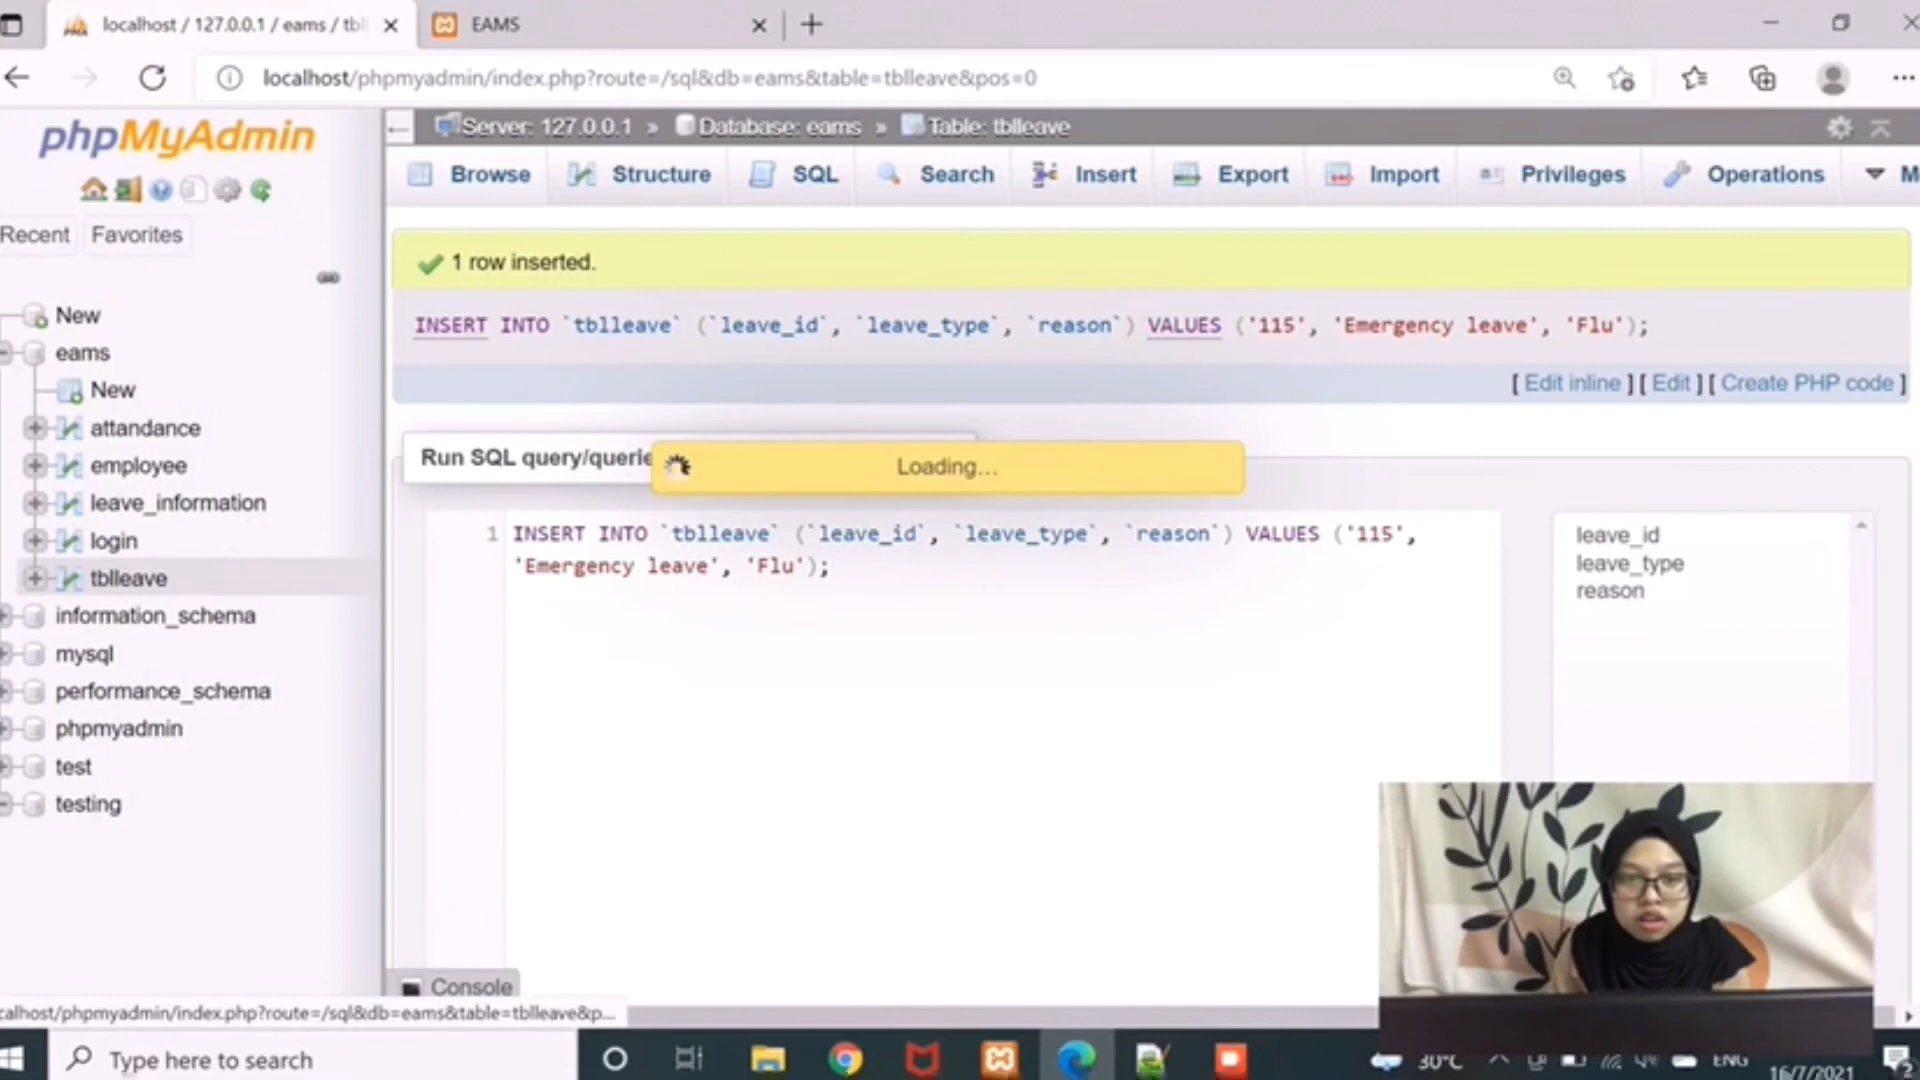 localhost / 127.0.0.1 / eams / tbl
EAMS
localhost/phpmyadmin/index.php?route=/sql&db=eams&table=tblleave&pos=0
phpMyAdmin
Server: 127.0.0.1 » Database: eams » Table: tblleave
Browse Structure SQL Search Insert Export Import Privileges Operations M
Recent Favorites
1 row inserted.
INSERT INTO `tblleave` (`leave_id`, `leave_type`, `reason`) VALUES ('115', 'Emergency leave', 'Flu');
[ Edit inline ] [ Edit ] [ Create PHP code ]
New
eams
New
attandance
employee
leave_information
login
tblleave
information_schema
mysql
performance_schema
phpmyadmin
test
testing
Run SQL query/querie
Loading...
1 INSERT INTO `tblleave` (`leave_id`, `leave_type`, `reason`) VALUES ('115',
'Emergency leave', 'Flu');
leave_id
leave_type
reason
Console
calhost/phpmyadmin/index.php?route=/sql&db=eams&table=tblleave&p...
Type here to search
30°C
ENG
16/7/2021
2